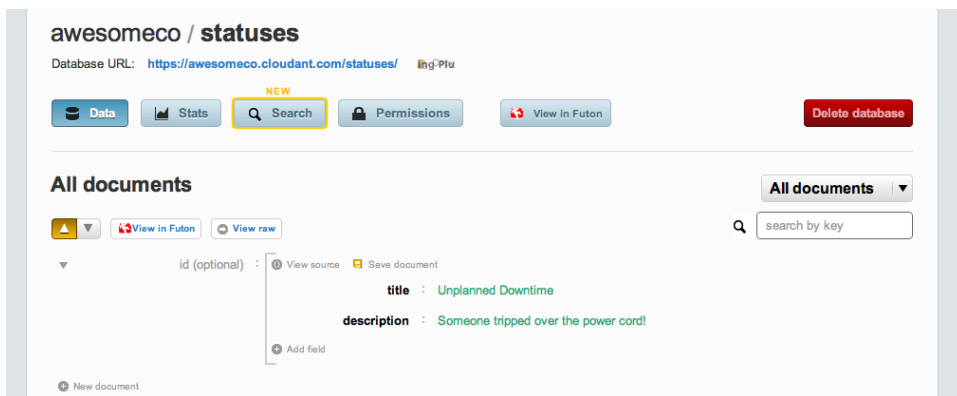 awesomeco / statuses
Database URL: https://awesomeco.cloudant.com/statuses/
NEW
Data Stats Search Permissions View in Futon Delete database
All documents All documents
View in Futon View raw search by key
id (optional) : View source Save document
title : Unplanned Downtime
description : Someone tripped over the power cord!
Add field
New document